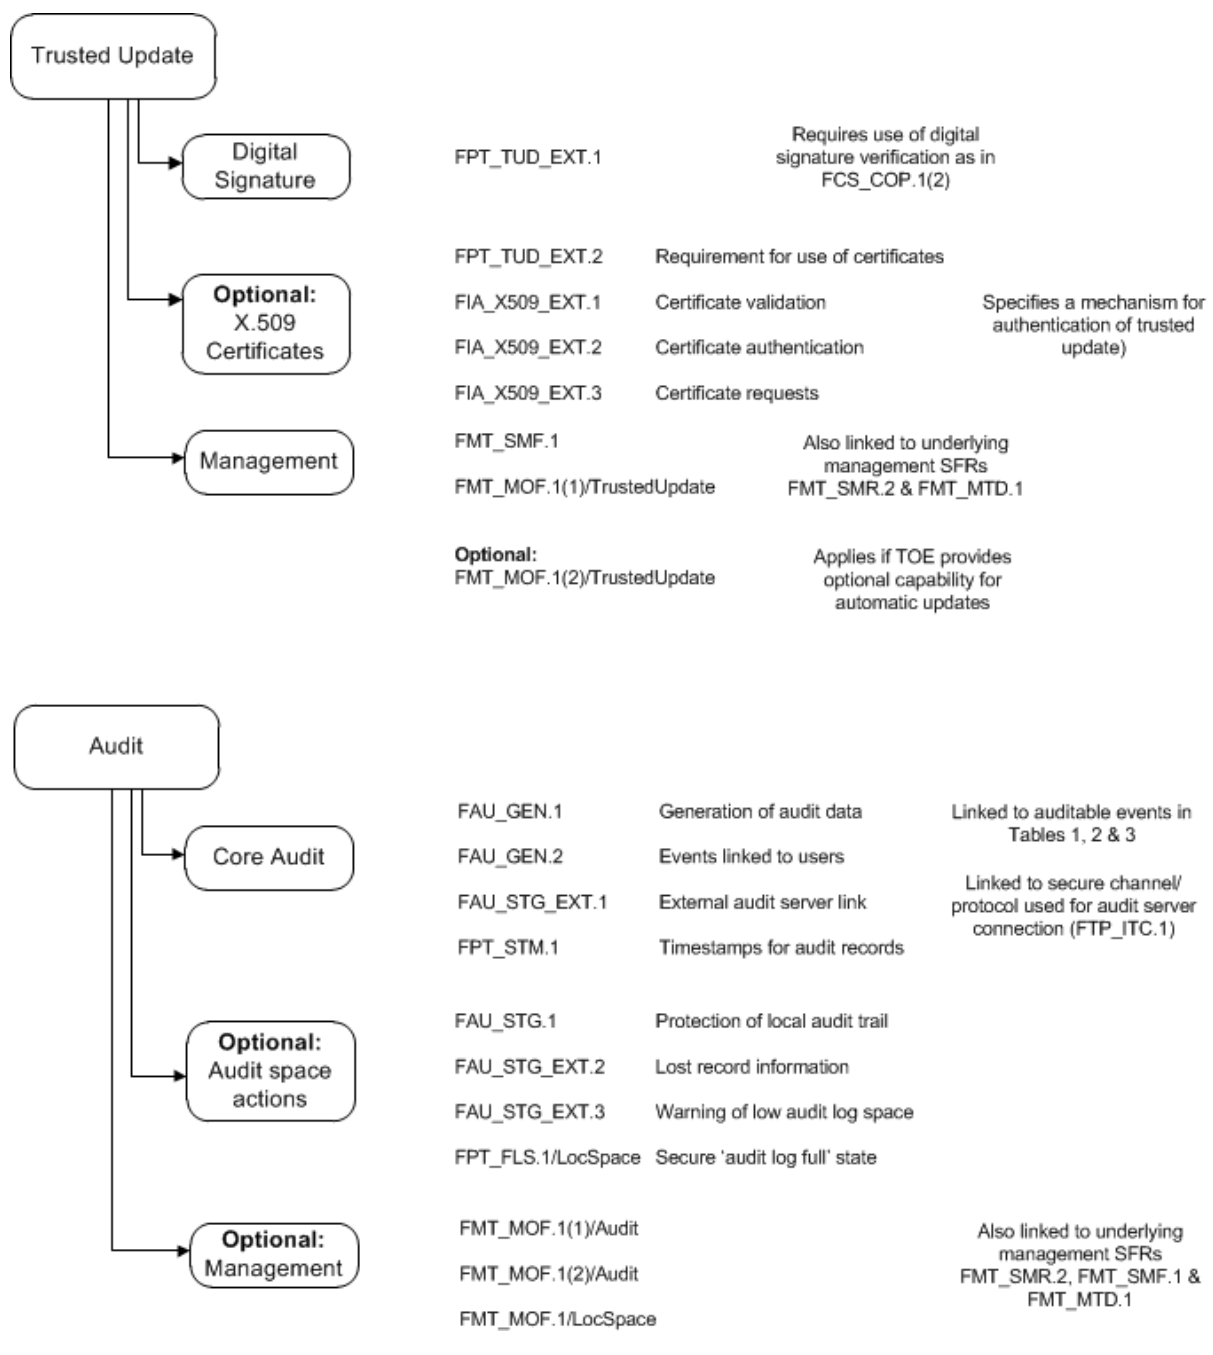 Trusted Update
Digital
Signature
FPT_TUD_EXT.1
Requires use of digital
signature verification as in
FCS_COP.1(2)
Optional:
X.509
Certificates
FPT_TUD_EXT.2 Requirement for use of certificates
FIA_X509_EXT.1 Certificate validation
FIA_X509_EXT.2 Certificate authentication
FIA_X509_EXT.3 Certificate requests
Specifies a mechanism for
authentication of trusted
update)
Management
FMT_SMF.1
FMT_MOF.1(1)/TrustedUpdate
Also linked to underlying
management SFRs
FMT_SMR.2 & FMT_MTD.1
Optional:
FMT_MOF.1(2)/TrustedUpdate
Applies if TOE provides
optional capability for
automatic updates
Audit
Core Audit
FAU_GEN.1 Generation of audit data
FAU_GEN.2 Events linked to users
FAU_STG_EXT.1 External audit server link
FPT_STM.1 Timestamps for audit records
Linked to auditable events in
Tables 1, 2 & 3
Linked to secure channel/
protocol used for audit server
connection (FTP_ITC.1)
Optional:
Audit space
actions
FAU_STG.1 Protection of local audit trail
FAU_STG_EXT.2 Lost record information
FAU_STG_EXT.3 Warning of low audit log space
FPT_FLS.1/LocSpace Secure ‘audit log full’ state
Optional:
Management
FMT_MOF.1(1)/Audit
FMT_MOF.1(2)/Audit
FMT_MOF.1/LocSpace
Also linked to underlying
management SFRs
FMT_SMR.2, FMT_SMF.1 &
FMT_MTD.1